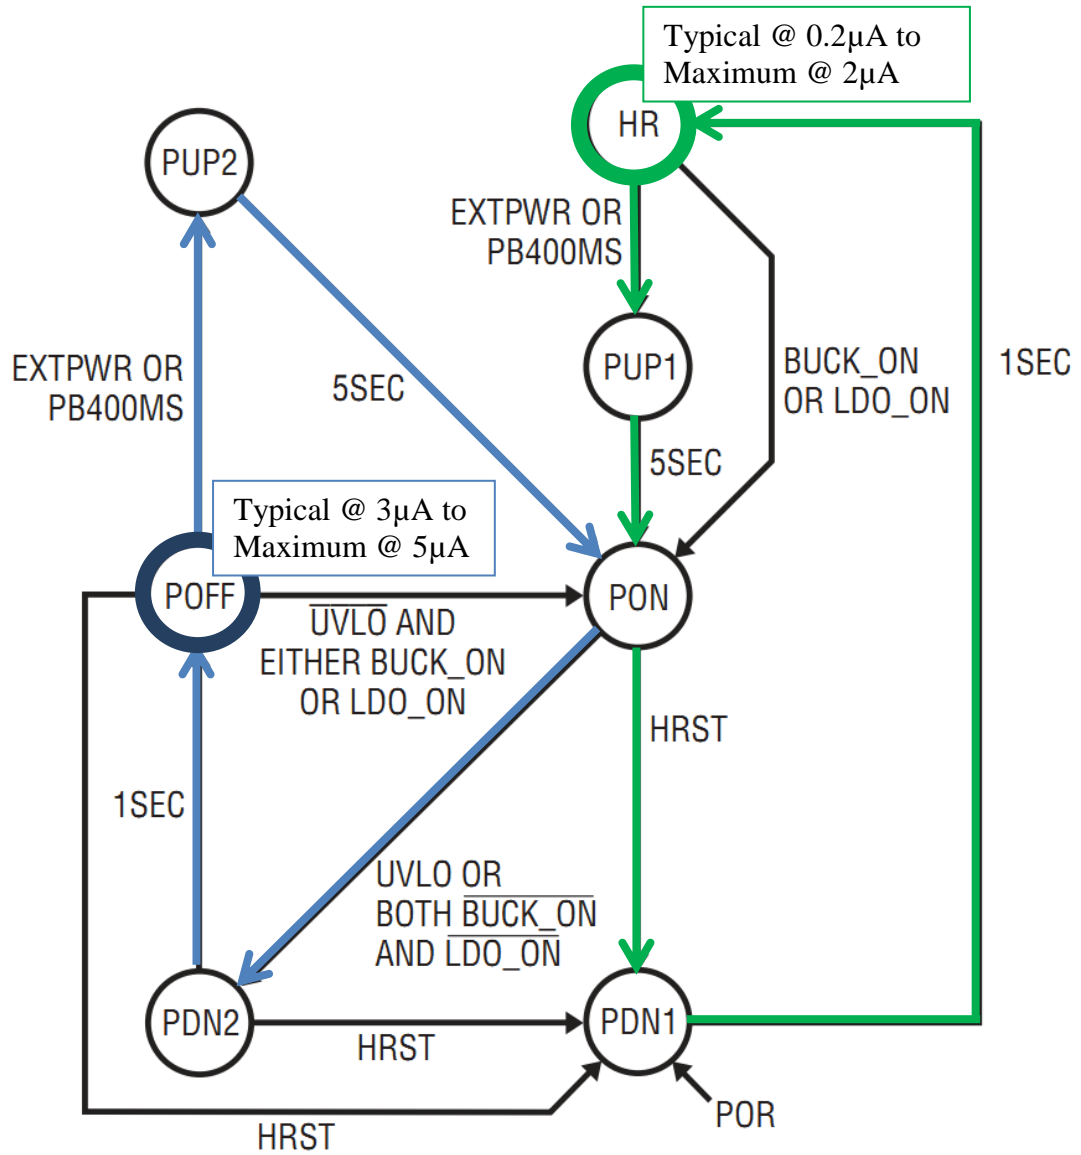 Typical @ 0.2µA to
Maximum @ 2µA
HR
PUP2
EXTPWR OR
PB400MS
PUP1
BUCK_ON
OR LDO_ON
1SEC
EXTPWR OR
PB400MS
5SEC
5SEC
Typical @ 3µA to
Maximum @ 5µA
POFF
PON
UVLO AND
EITHER BUCK_ON
OR LDO_ON
HRST
1SEC
UVLO OR
BOTH BUCK_ON
AND LDO_ON
PDN2
PDN1
HRST
POR
HRST